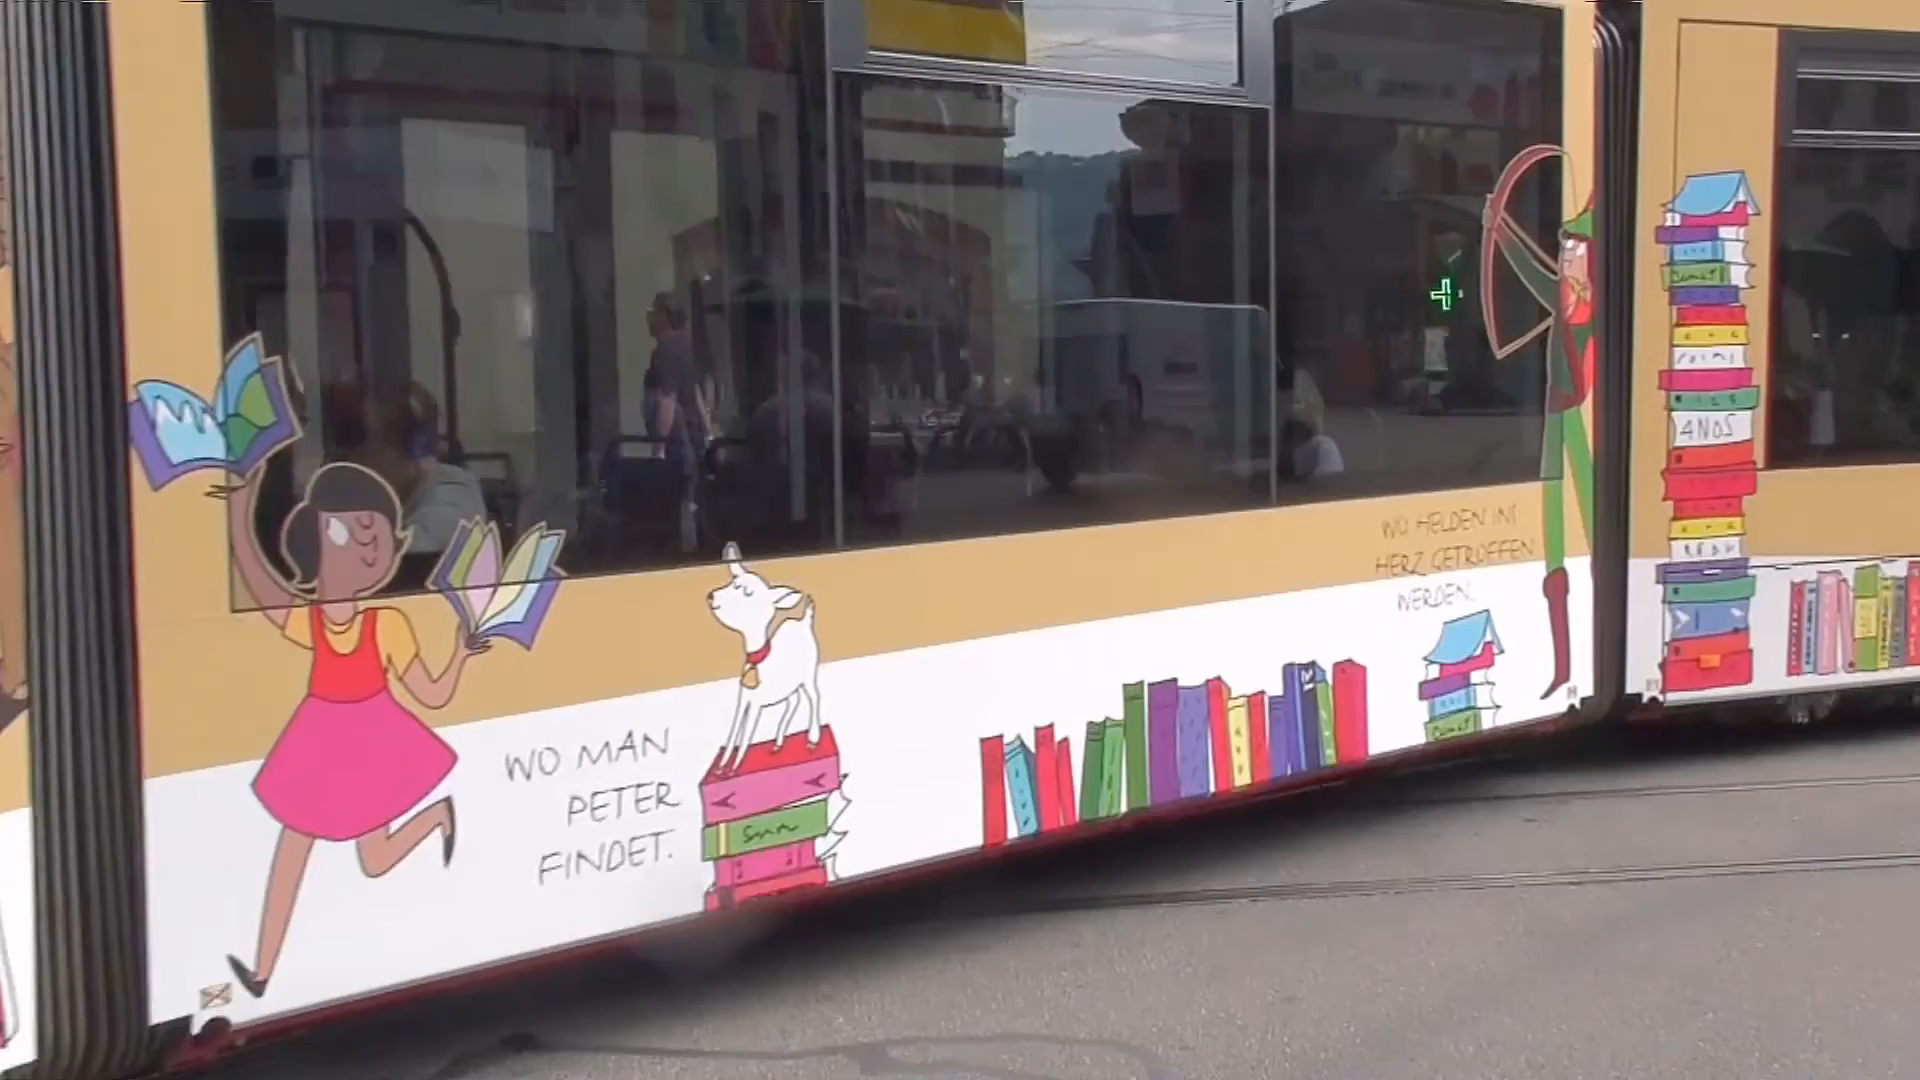 WO MAN
PETER
FINDET.
WO HELDEN INS
HERZ GETROFFEN
WERDEN.
ANOS